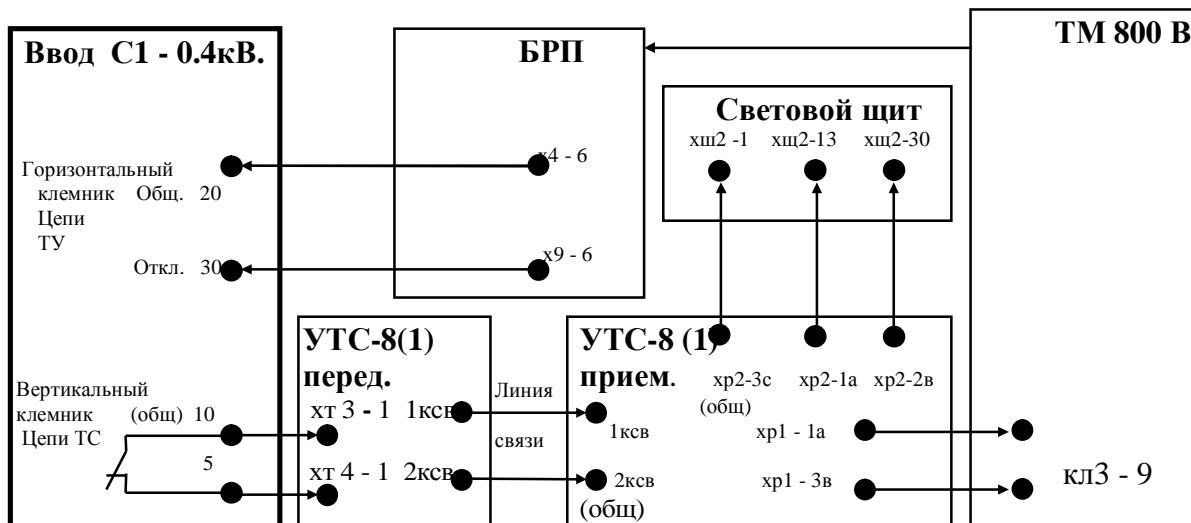 Ввод С1 - 0.4кВ.
БРП
ТМ 800 В
Световой щит
хш2 -1 хщ2-13 хщ2-30
Горизонтальный
клемник Общ. 20
Цепи
ТУ
Откл. 30
х4 - 6
х9 - 6
УТС-8(1)
перед.
УТС-8 (1)
прием.
хр2-3с хр2-1а хр2-2в
(общ)
Вертикальный
клемник (общ) 10
Цепи ТС
5
хт 3 - 1 1ксв
хт 4 - 1 2ксв
Линия
связи
1ксв
2ксв
(общ)
хр1 - 1а
хр1 - 3в
кл3 - 9